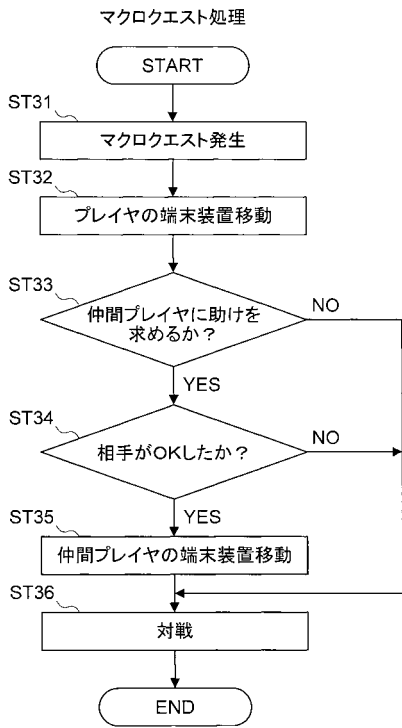 マクロクエスト処理
START
ST31
マクロクエスト発生
ST32
プレイヤの端末装置移動
ST33
仲間プレイヤに助けを
求めるか?
NO
YES
ST34
相手がOKしたか?
NO
YES
ST35
仲間プレイヤの端末装置移動
ST36
対戦
END